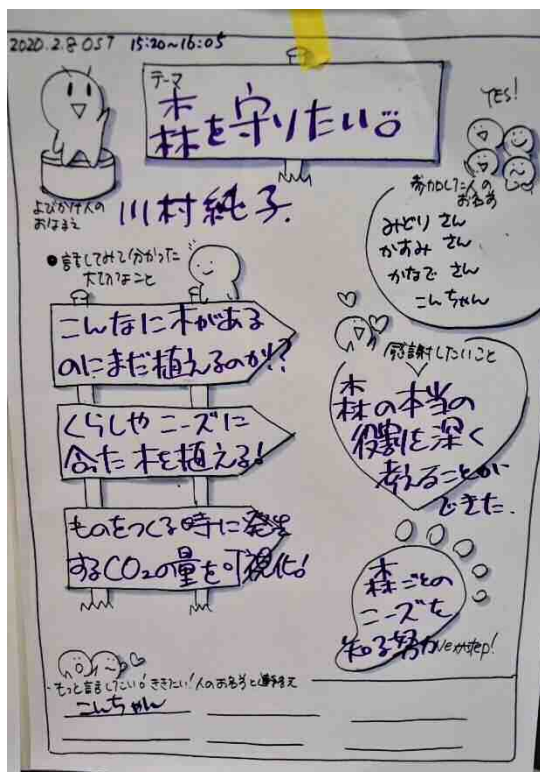 2020.2.8 OST 15:20~16:05
テーマ
森を守りたい。
YES!
よびかけ人の
おなまえ
川村純子.
参加した人の
お名前
みどり さん
かすみ さん
かなで さん
こんちゃん
●話してみて分かった
大切なこと
こんなに木がある
のにまだ植えるのか!?
くらしやニーズに
合った木を植える!
ものをつくる時に発生
するCO2の量を可視化!
感謝したいこと
森の本当の
役割を深く
考えることが
できた.
森ごとの
ニーズを
知る努力
Next step!
もっと話したい!ききたい!人のお名前と連絡先
こんちゃん